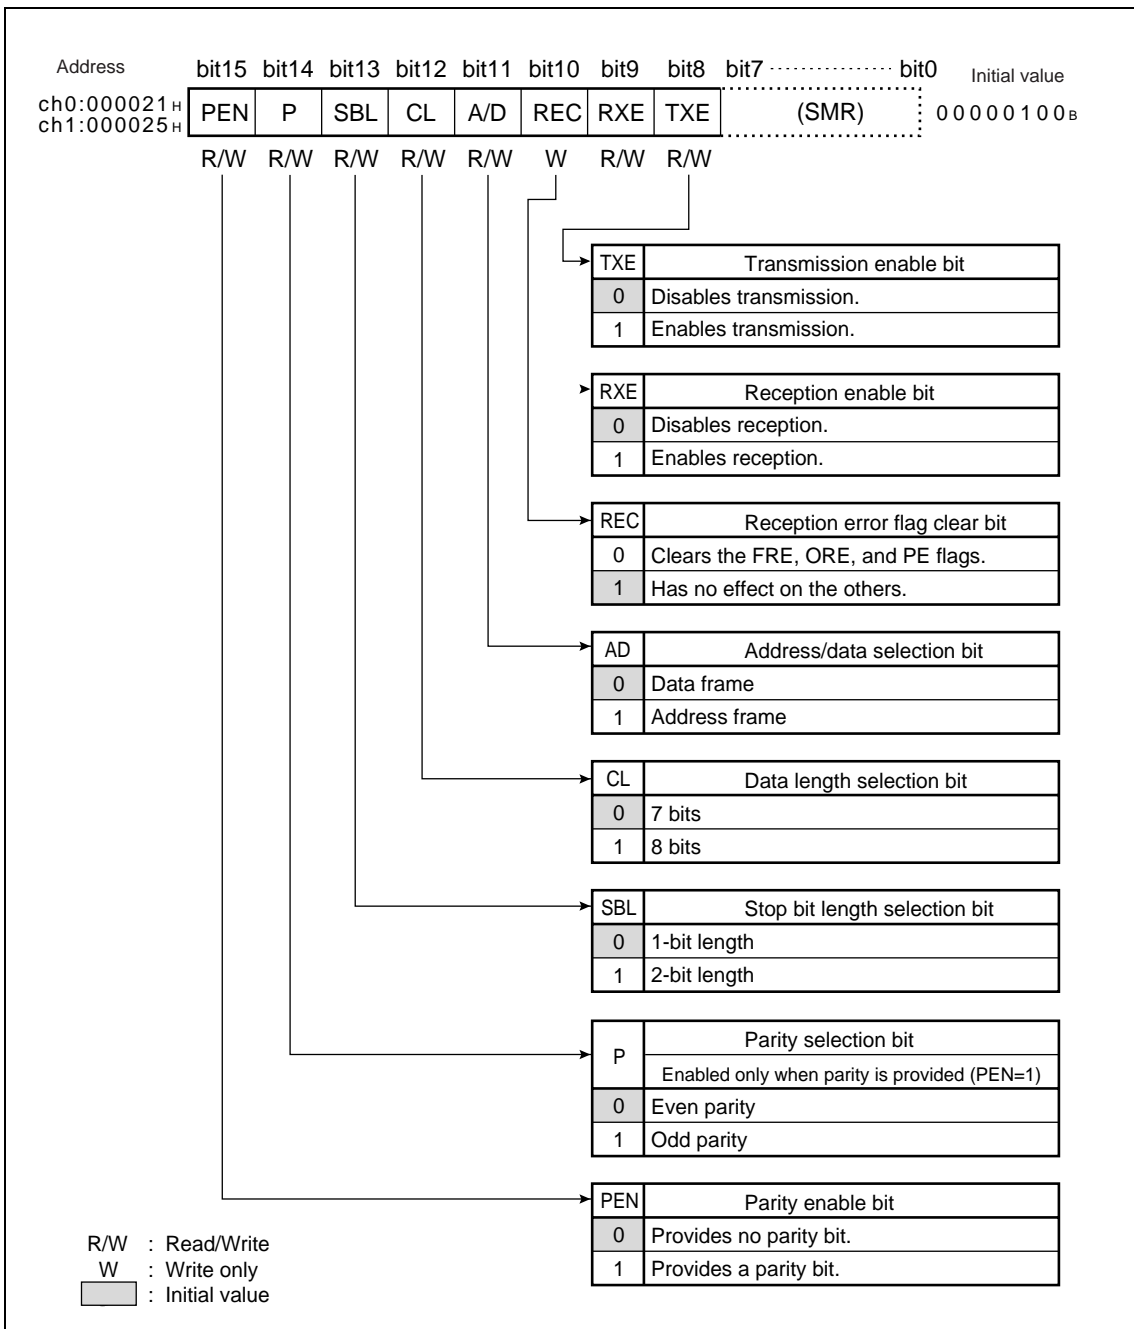 Address bit15 bit14 bit13 bit12 bit11 bit10 bit9 bit8 bit7 ·············· bit0 Initial value
ch0:000021H
ch1:000025H
PEN P SBL CL A/D REC RXE TXE (SMR) 00000100B
R/W R/W R/W R/W R/W W R/W R/W
TXE Transmission enable bit
0 Disables transmission.
1 Enables transmission.
RXE Reception enable bit
0 Disables reception.
1 Enables reception.
REC Reception error flag clear bit
0 Clears the FRE, ORE, and PE flags.
1 Has no effect on the others.
AD Address/data selection bit
0 Data frame
1 Address frame
CL Data length selection bit
0 7 bits
1 8 bits
SBL Stop bit length selection bit
0 1-bit length
1 2-bit length
P Parity selection bit
Enabled only when parity is provided (PEN=1)
0 Even parity
1 Odd parity
PEN Parity enable bit
0 Provides no parity bit.
1 Provides a parity bit.
R/W : Read/Write
W : Write only
: Initial value